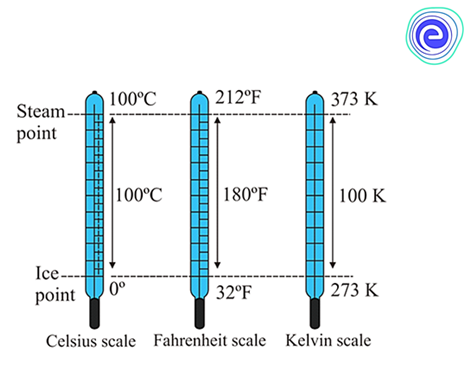 100ºC
212ºF
373 K
Steam
point
100ºC
180ºF
100 K
Ice
point
0º
32ºF
273 K
Celsius scale
Fahrenheit scale
Kelvin scale